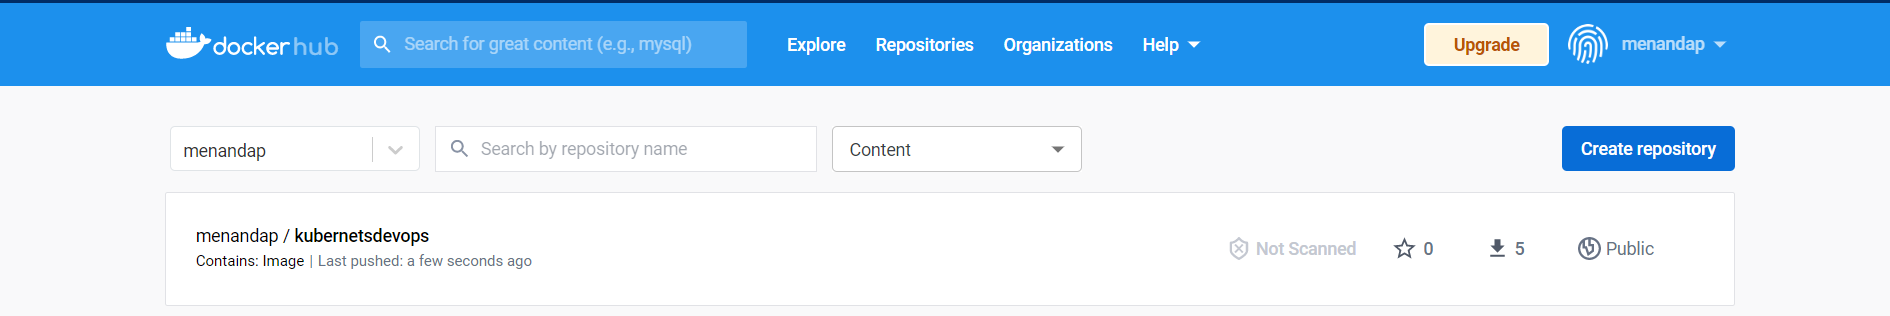 docker hub
Search for great content (e.g., mysql)
Explore
Repositories
Organizations
Help
Upgrade
menandap
menandap
Search by repository name
Content
Create repository
menandap / kubernetsdevops
Contains: Image | Last pushed: a few seconds ago
Not Scanned
0
5
Public